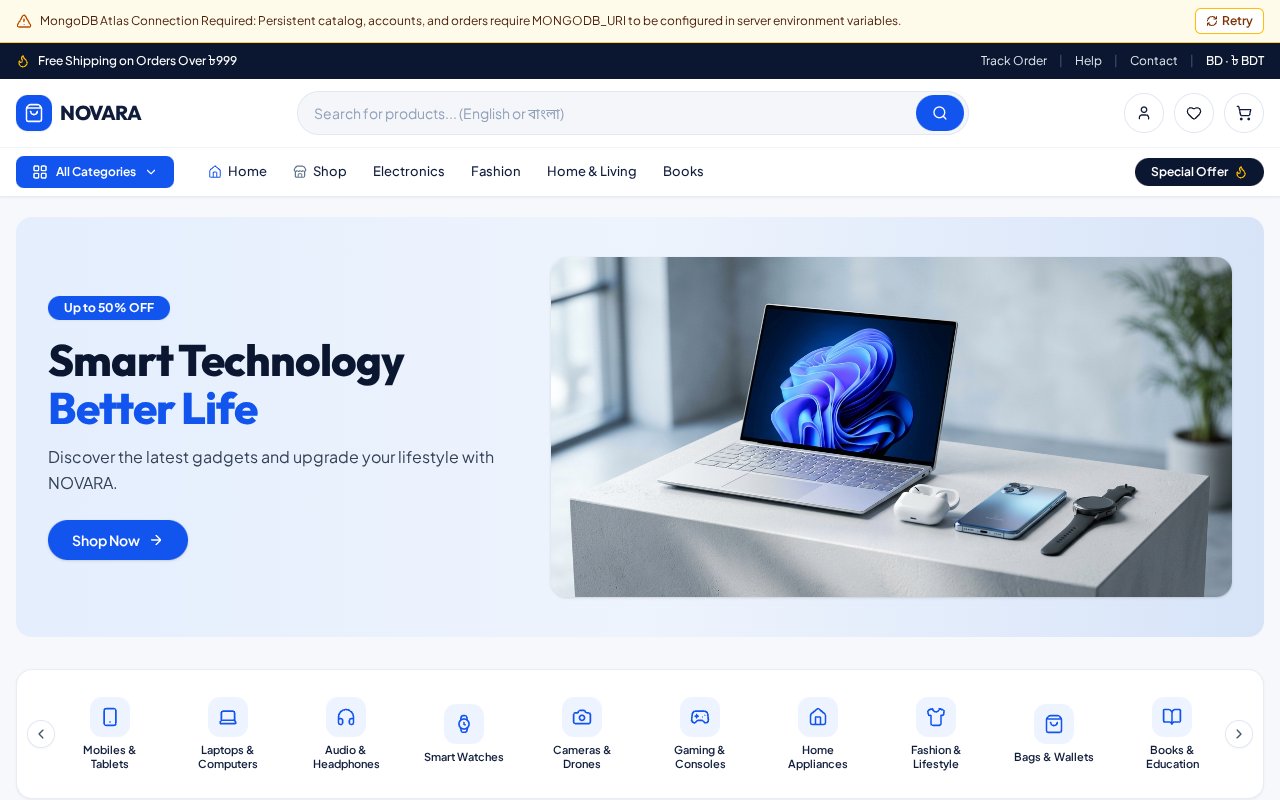 MongoDB Atlas Connection Required: Persistent catalog, accounts, and orders require MONGODB_URI to be configured in server environment variables.
Retry
Free Shipping on Orders Over ৳999
Track Order | Help | Contact | BD · ৳ BDT
NOVARA
Search for products... (English or বাংলা)
All Categories
Home
Shop
Electronics
Fashion
Home & Living
Books
Special Offer
Up to 50% OFF
Smart Technology
Better Life
Discover the latest gadgets and upgrade your lifestyle with
NOVARA.
Shop Now
Mobiles &
Tablets
Laptops &
Computers
Audio &
Headphones
Smart Watches
Cameras &
Drones
Gaming &
Consoles
Home
Appliances
Fashion &
Lifestyle
Bags & Wallets
Books &
Education